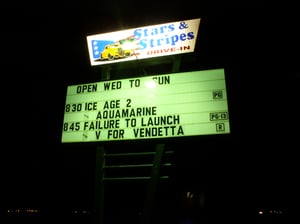 Stars &
Stripes
DRIVE-IN
OPEN WED TO SUN
PG
830 ICE AGE 2
& AQUAMARINE
845 FAILURE TO LAUNCH PG-13
& V FOR VENDETTA R